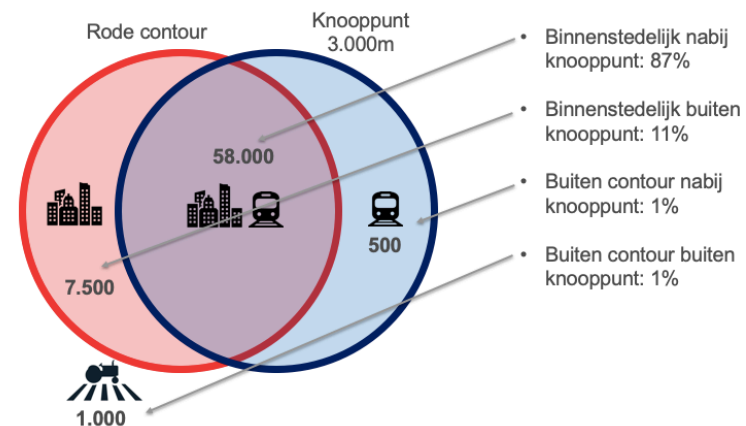 Rode contour
Knooppunt
3.000m
58.000
7.500
500
1.000
• Binnenstedelijk nabij
knooppunt: 87%
• Binnenstedelijk buiten
knooppunt: 11%
• Buiten contour nabij
knooppunt: 1%
• Buiten contour buiten
knooppunt: 1%